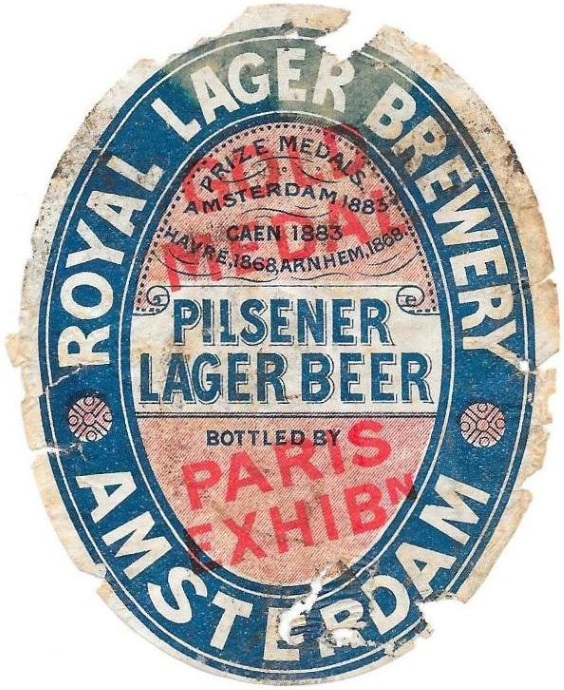 ROYAL LAGER BREWERY
PRIZE MEDALS.
AMSTERDAM 1883
CAEN 1883
HAVRE, 1868, ARNHEM, 1868.
GOLD
MEDAL
PILSENER
LAGER BEER
BOTTLED BY
PARIS
EXHIBN
AMSTERDAM